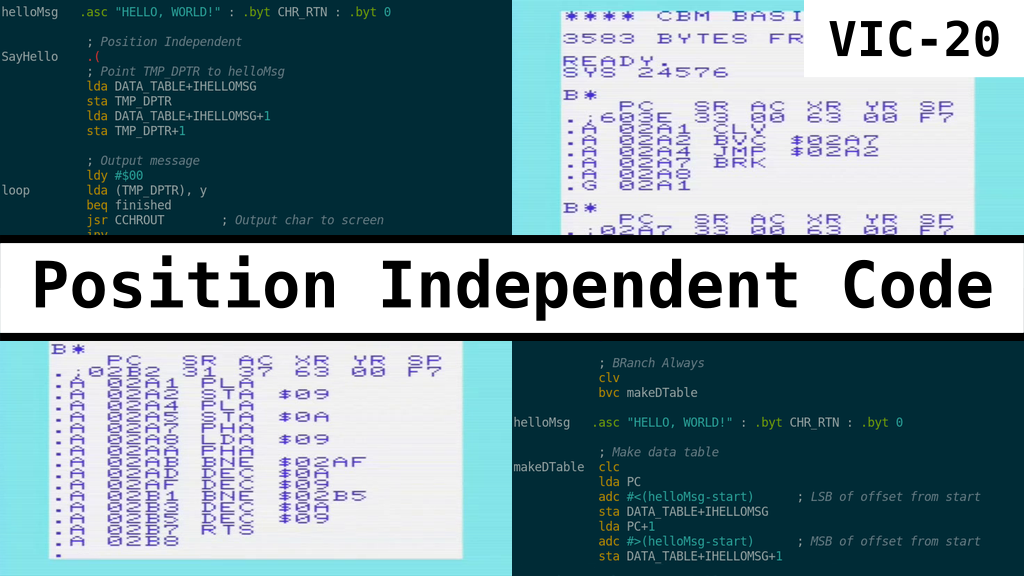 helloMsg .asc "HELLO, WORLD!" : .byt CHR_RTN : .byt 0
; Position Independent
SayHello .(
; Point TMP_DPTR to helloMsg
lda DATA_TABLE+IHELLOMSG
sta TMP_DPTR
lda DATA_TABLE+IHELLOMSG+1
sta TMP_DPTR+1
; Output message
ldy #$00
loop lda (TMP_DPTR), y
beq finished
jsr CCHROUT ; Output char to screen
**** CBM BASI
3583 BYTES FR
READY.
SYS 24576
B*
PC SR AC XR YR SP
.;603E 33 00 63 00 F7
.A 02A1 CLV
.A 02A2 BVC $02A7
.A 02A4 JMP $02A2
.A 02A7 BRK
.A 02A8
.G 02A1
B*
PC SR AC XR YR SP
.;02A7 33 00 63 00 F7
VIC-20
Position Independent Code
B*
PC SR AC XR YR SP
.;02B2 31 37 63 00 F7
.A 02A1 PLA
.A 02A2 STA $09
.A 02A4 PLA
.A 02A5 STA $0A
.A 02A7 PHA
.A 02A8 LDA $09
.A 02AA PHA
.A 02AB BNE $02AF
.A 02AD DEC $0A
.A 02AF DEC $09
.A 02B1 BNE $02B5
.A 02B3 DEC $0A
.A 02B5 DEC $09
.A 02B7 RTS
.A 02B8
.
; BRanch Always
clv
bvc makeDTable
helloMsg .asc "HELLO, WORLD!" : .byt CHR_RTN : .byt 0
; Make data table
makeDTable clc
lda PC
adc #<(helloMsg-start) ; LSB of offset from start
sta DATA_TABLE+IHELLOMSG
lda PC+1
adc #>(helloMsg-start) ; MSB of offset from start
sta DATA_TABLE+IHELLOMSG+1